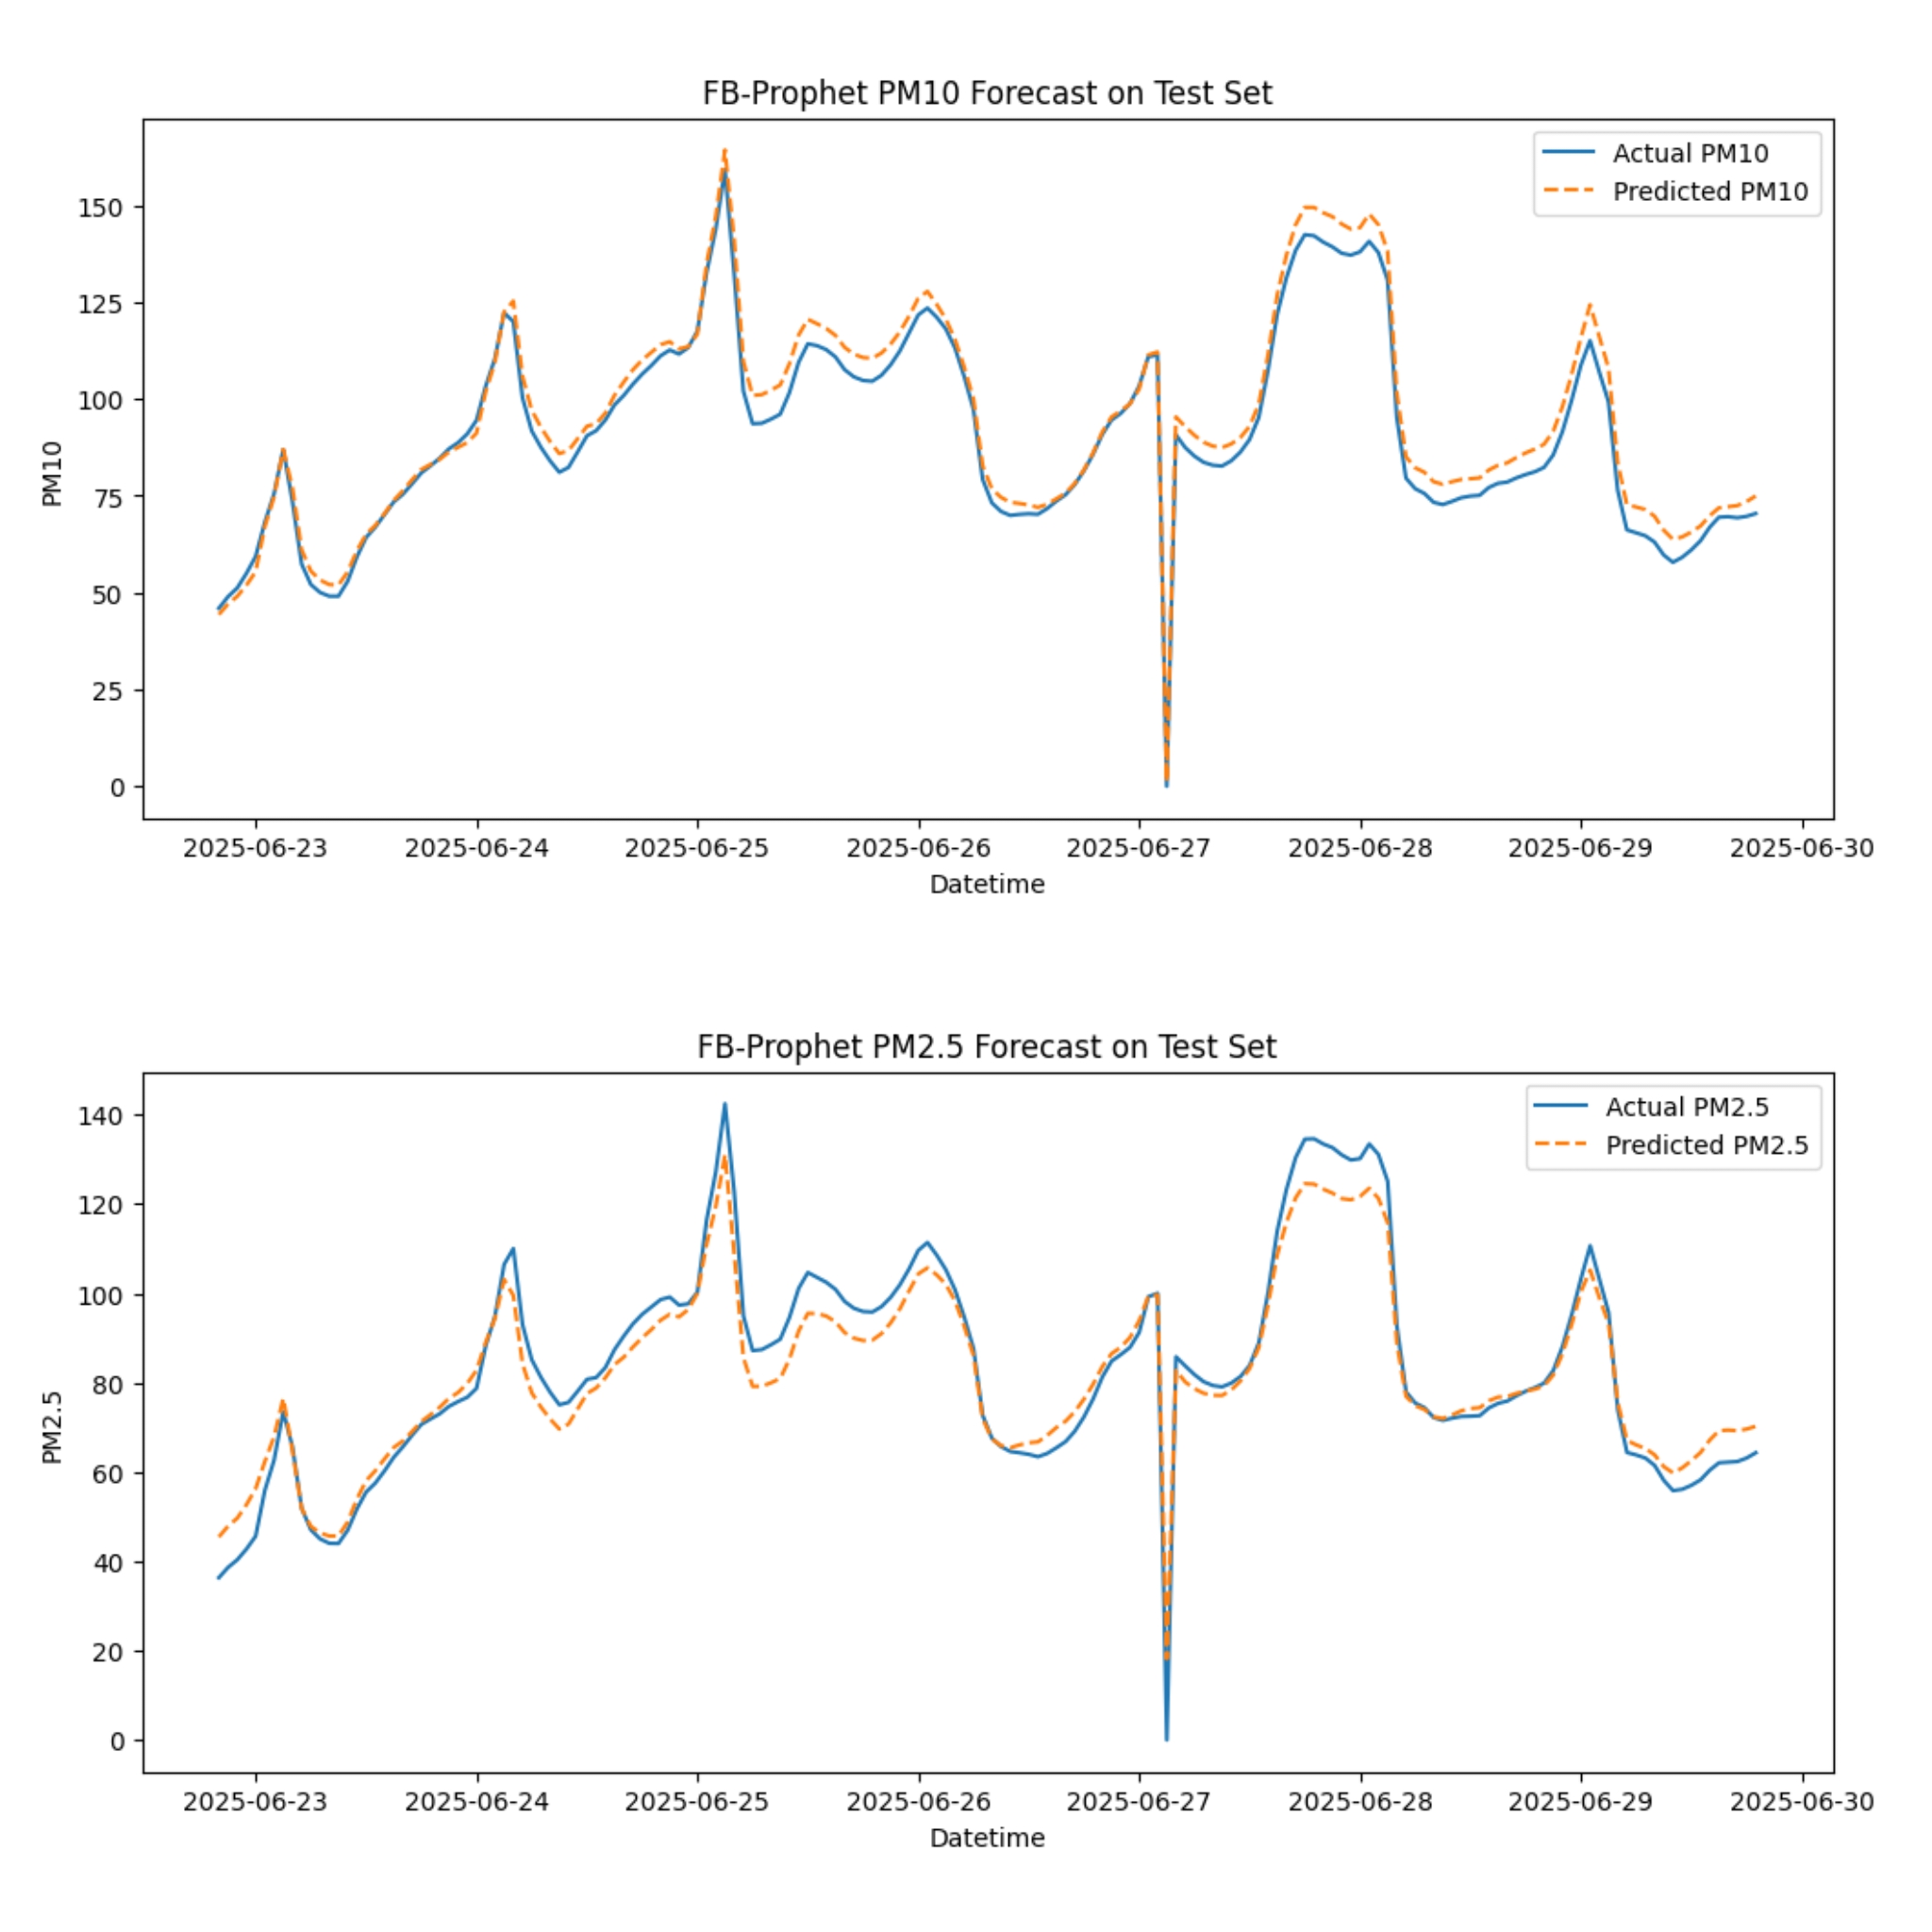 FB-Prophet PM10 Forecast on Test Set
Actual PM10
Predicted PM10
150
125
100
75
50
25
0
PM10
2025-06-23 2025-06-24 2025-06-25 2025-06-26 2025-06-27 2025-06-28 2025-06-29 2025-06-30
Datetime
FB-Prophet PM2.5 Forecast on Test Set
Actual PM2.5
Predicted PM2.5
140
120
100
80
60
40
20
0
PM2.5
2025-06-23 2025-06-24 2025-06-25 2025-06-26 2025-06-27 2025-06-28 2025-06-29 2025-06-30
Datetime